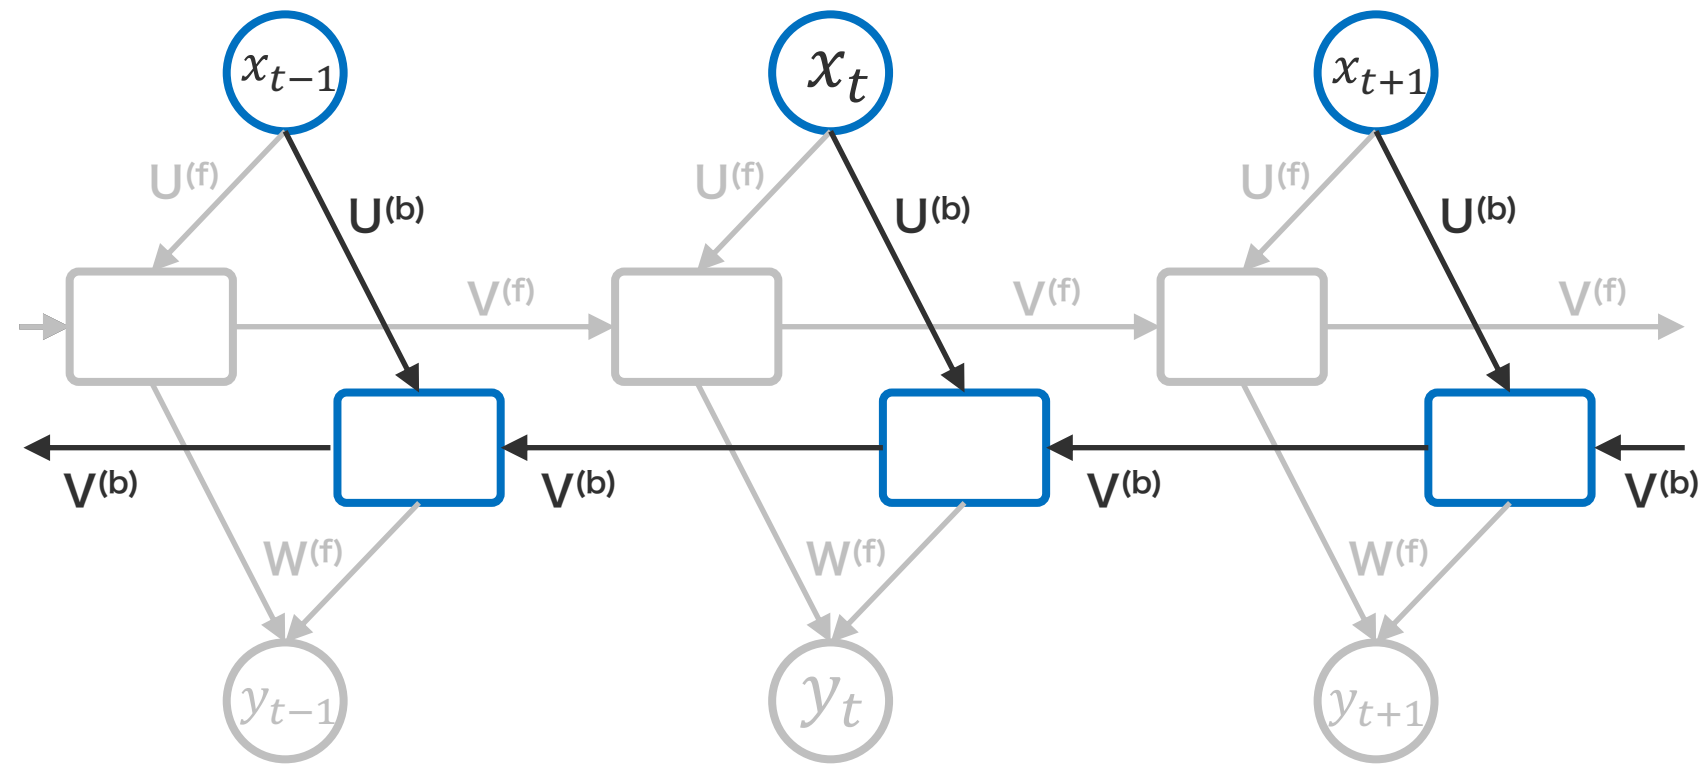 x_{t−1} x_t x_{t+1}
U^{(f)} U^{(f)} U^{(f)}
U^{(b)} U^{(b)} U^{(b)}
V^{(f)} V^{(f)} V^{(f)}
V^{(b)} V^{(b)} V^{(b)} V^{(b)}
W^{(f)} W^{(f)} W^{(f)}
y_{t−1} y_t y_{t+1}